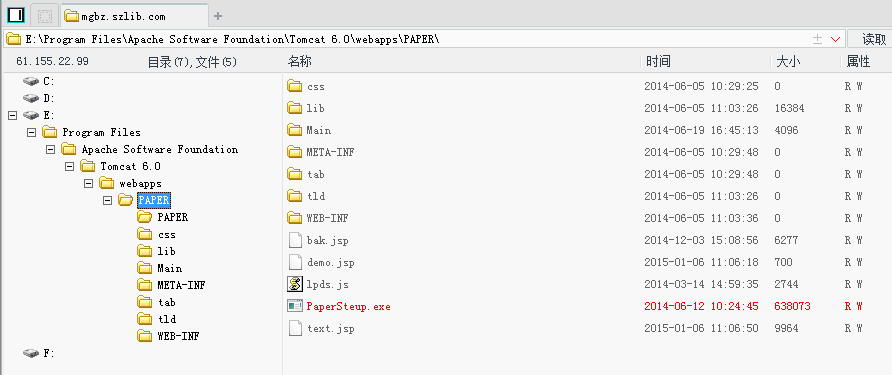 mgbz.szlib.com
E:\Program Files\Apache Software Foundation\Tomcat 6.0\webapps\PAPER\ 读取
61.155.22.99 目录(7),文件(5) 名称 时间 大小 属性
C:
D:
E:
Program Files
Apache Software Foundation
Tomcat 6.0
webapps
PAPER
PAPER
css
lib
Main
META-INF
tab
tld
WEB-INF
F:
css 2014-06-05 10:29:25 0 R W
lib 2014-06-05 11:03:26 16384 R W
Main 2014-06-19 16:45:13 4096 R W
META-INF 2014-06-05 10:29:48 0 R W
tab 2014-06-05 10:29:48 0 R W
tld 2014-06-05 11:03:26 0 R W
WEB-INF 2014-06-05 11:03:36 0 R W
bak.jsp 2014-12-03 15:08:56 6277 R W
demo.jsp 2015-01-06 11:06:18 700 R W
lpds.js 2014-03-14 14:59:35 2744 R W
PaperSteup.exe 2014-06-12 10:24:45 638073 R W
text.jsp 2015-01-06 11:06:50 9964 R W